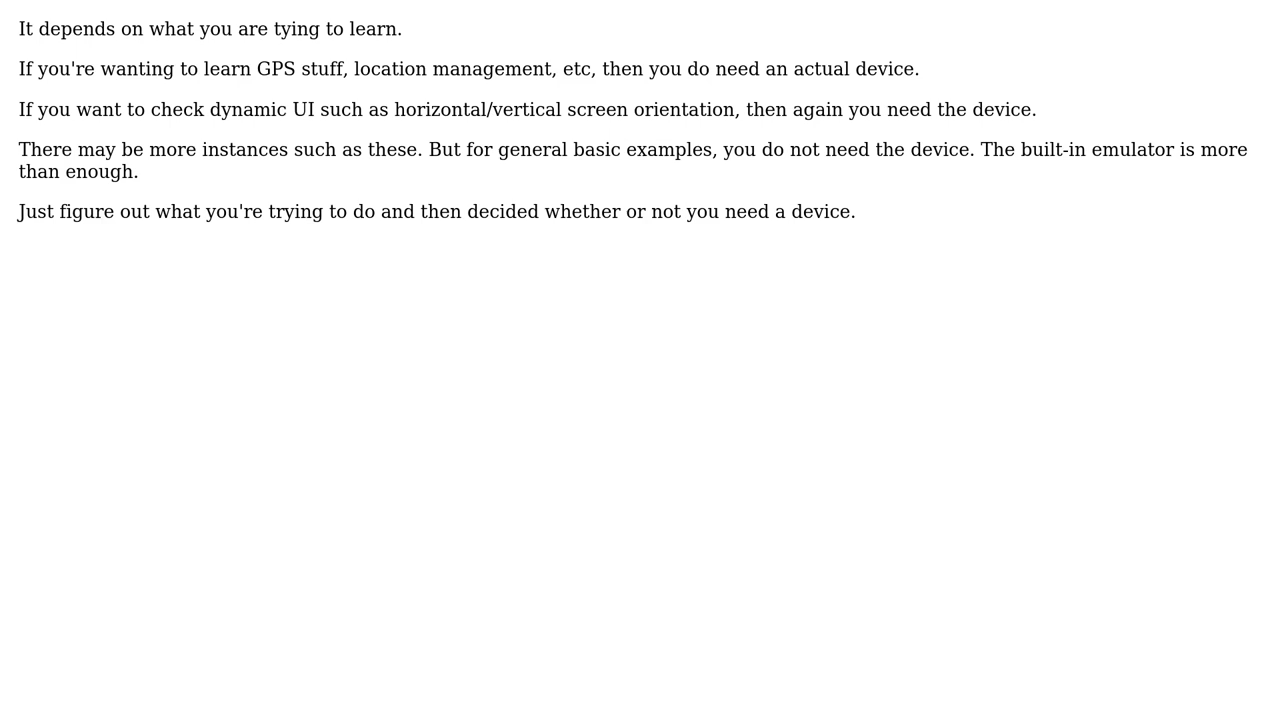 It depends on what you are tying to learn.
If you're wanting to learn GPS stuff, location management, etc, then you do need an actual device.
If you want to check dynamic UI such as horizontal/vertical screen orientation, then again you need the device.
There may be more instances such as these. But for general basic examples, you do not need the device. The built-in emulator is more
than enough.
Just figure out what you're trying to do and then decided whether or not you need a device.